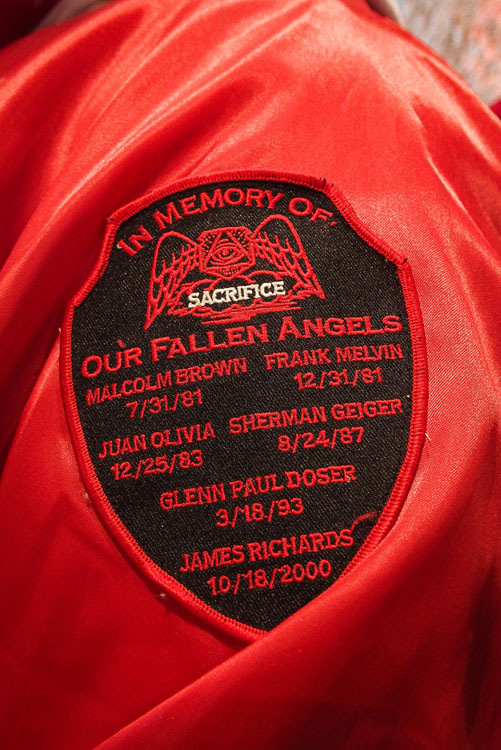 IN MEMORY OF
SACRIFICE
OUR FALLEN ANGELS
MALCOLM BROWN FRANK MELVIN
7/31/81 12/31/81
JUAN OLIVIA SHERMAN GEIGER
12/25/83 8/24/87
GLENN PAUL DOSER
3/18/93
JAMES RICHARDS
10/18/2000